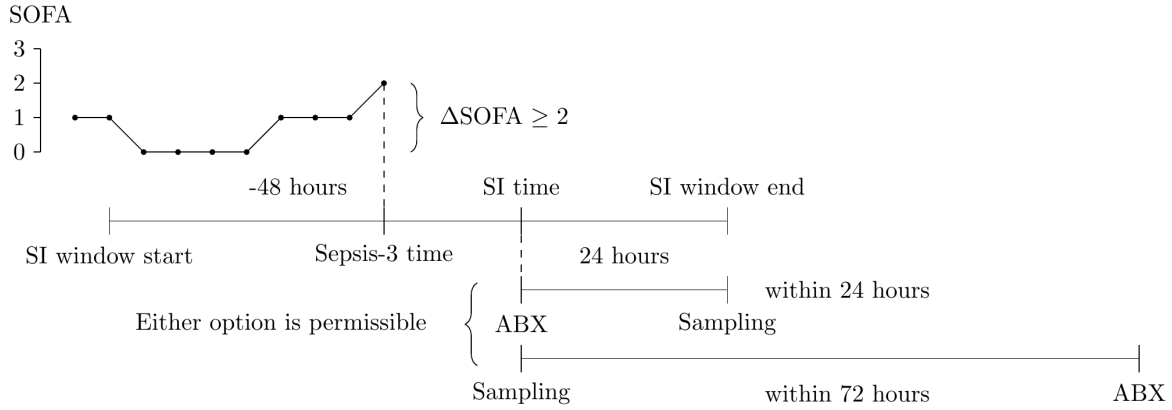 SOFA
3
2
1
0
ΔSOFA ≥ 2
-48 hours
SI time
SI window end
SI window start
Sepsis-3 time
24 hours
within 24 hours
Either option is permissible
ABX
Sampling
Sampling
within 72 hours
ABX